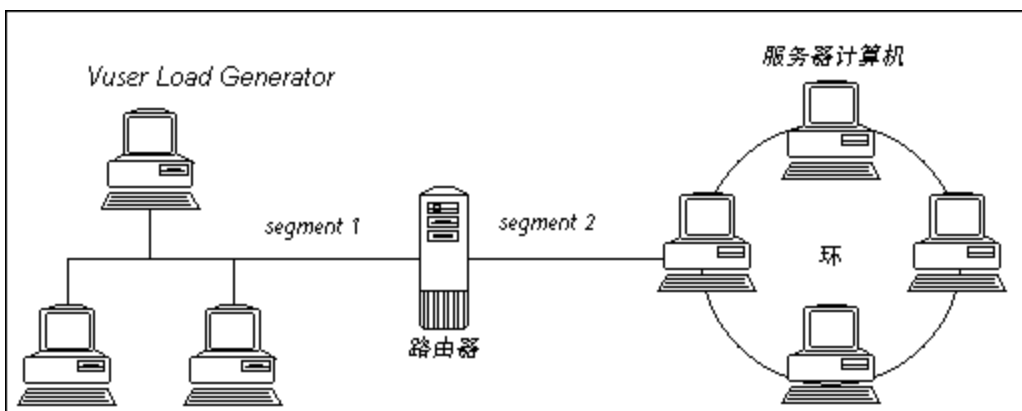 服务器计算机
Vuser Load Generator
segment 1
segment 2
环
路由器